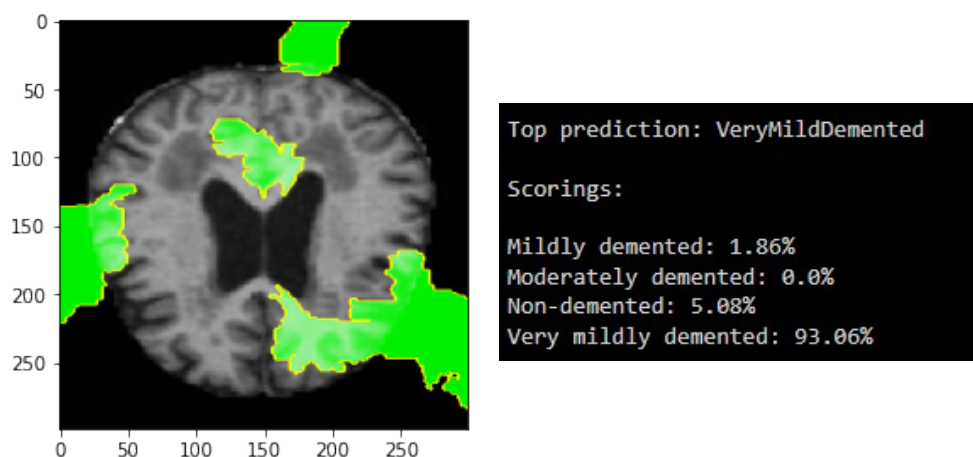 0
50
100
150
200
250
0 50 100 150 200 250
Top prediction: VeryMildDemented
Scorings:
Mildly demented: 1.86%
Moderately demented: 0.0%
Non-demented: 5.08%
Very mildly demented: 93.06%